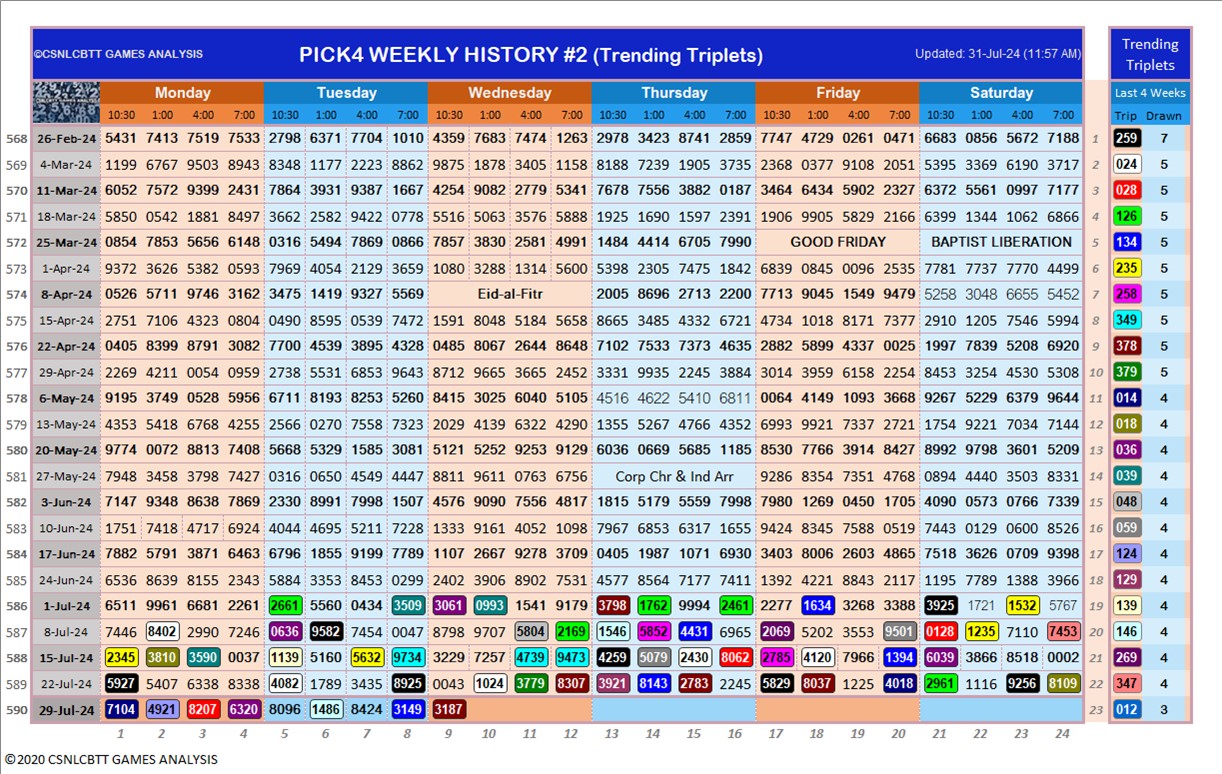 ©CSNLCBTT GAMES ANALYSIS PICK4 WEEKLY HISTORY #2 (Trending Triplets) Updated: 31-Jul-24 (11:57 AM) Trending Triplets
Monday Tuesday Wednesday Thursday Friday Saturday Last 4 Weeks
10:30 1:00 4:00 7:00 10:30 1:00 4:00 7:00 10:30 1:00 4:00 7:00 10:30 1:00 4:00 7:00 10:30 1:00 4:00 7:00 10:30 1:00 4:00 7:00 Trip Drawn
568 26-Feb-24 5431 7413 7519 7533 2798 6371 7704 1010 4359 7683 7474 1263 2978 3423 8741 2859 7747 4729 0261 0471 6683 0856 5672 7188 1 259 7
569 4-Mar-24 1199 6767 9503 8943 8348 1177 2223 8862 9875 1878 3405 1158 8188 7239 1905 3735 2368 0377 9108 2051 5395 3369 6190 3717 2 024 5
570 11-Mar-24 6052 7572 9399 2431 7864 3931 9387 1667 4254 9082 2779 5341 7678 7556 3882 0187 3464 6434 5902 2327 6372 5561 0997 7177 3 028 5
571 18-Mar-24 5850 0542 1881 8497 3662 2582 9422 0778 5516 5063 3576 5888 1925 1690 1597 2391 1906 9905 5829 2166 6399 1344 1062 6866 4 126 5
572 25-Mar-24 0854 7853 5656 6148 0316 5494 7869 0866 7857 3830 2581 4991 1484 4414 6705 7990 GOOD FRIDAY BAPTIST LIBERATION 5 134 5
573 1-Apr-24 9372 3626 5382 0593 7969 4054 2129 3659 1080 3288 1314 5600 5398 2305 7475 1842 6839 0845 0096 2535 7781 7737 7770 4499 6 235 5
574 8-Apr-24 0526 5711 9746 3162 3475 1419 9327 5569 Eid-al-Fitr 2005 8696 2713 2200 7713 9045 1549 9479 5258 3048 6655 5452 7 258 5
575 15-Apr-24 2751 7106 4323 0804 0490 8595 0539 7472 1591 8048 5184 5658 8665 3485 4332 6721 4734 1018 8171 7377 2910 1205 7546 5994 8 349 5
576 22-Apr-24 0405 8399 8791 3082 7700 4539 3895 4320 0485 8067 2644 8648 7102 7533 7373 4635 2882 5899 4337 0025 1997 7839 5208 6920 9 378 5
577 29-Apr-24 2269 4211 0054 0959 2738 5531 6853 9643 8712 9665 3665 2452 3331 9935 2245 3884 3014 3959 6158 2254 8453 3254 4530 5308 10 379 5
578 6-May-24 9195 3749 0528 5956 6711 8193 8253 5260 8415 3025 6040 5105 4516 4622 5410 6811 0064 4149 1093 3668 9267 5229 6379 9644 11 014 4
579 13-May-24 4353 5418 6768 4255 2566 0270 7558 7323 2029 4139 6322 4290 1355 5267 4766 4352 6993 9921 7337 2721 1754 9221 7034 7144 12 018 4
580 20-May-24 9774 0072 8813 7408 5668 5329 1585 3081 5121 5252 9253 9129 6036 0669 5685 1185 8530 7766 3914 8427 8992 9798 3601 5209 13 036 4
581 27-May-24 7948 3458 3798 7427 0316 0650 4549 4447 8811 9611 0763 6756 Corp Chr & Ind Arr 9286 8354 7351 4768 0894 4440 3503 8331 14 039 4
582 3-Jun-24 7147 9348 8638 7869 2330 8991 7998 1507 4576 9090 7556 4817 1815 5179 5559 7998 7980 1269 0450 1705 4090 0573 0766 7339 15 048 4
583 10-Jun-24 1751 7418 4717 6924 4044 4695 5211 7228 1333 9161 4052 1098 7967 6853 6317 1655 9424 8345 7588 0519 7443 0129 0600 8526 16 059 4
584 17-Jun-24 7882 5791 3871 6463 6796 1855 9199 7789 1107 2667 9278 3709 0405 1987 1071 6930 3403 8006 2603 4865 7518 3626 0709 9398 17 124 4
585 24-Jun-24 6536 8639 8155 2343 5884 3353 8453 0299 2402 3906 8902 7531 4577 8564 7177 7411 1392 4221 8843 2117 1195 7789 1388 3966 18 129 4
586 1-Jul-24 6511 9961 6681 2261 2661 5560 0434 3509 3061 0993 1541 9179 3798 1762 9994 2461 2277 1634 3268 3388 3925 1721 1532 5767 19 139 4
587 8-Jul-24 7446 8402 2990 7246 0636 9582 7454 0047 8798 9707 5804 2169 1546 5852 4431 6965 2069 5202 3553 9501 0128 1235 7110 7453 20 146 4
588 15-Jul-24 2345 3810 3590 0037 1139 5160 5632 9734 3229 7257 4739 9473 4259 5079 2430 8062 2785 4120 7966 1394 6039 3866 8518 0002 21 269 4
589 22-Jul-24 5927 5407 6338 8338 4082 1789 3435 8925 0043 1024 3779 8307 3921 8143 2783 2245 5829 8037 1225 4018 2961 1116 9256 8109 22 347 4
590 29-Jul-24 7104 4921 8207 6320 8096 1486 8424 3149 3187 23 012 3
1 2 3 4 5 6 7 8 9 10 11 12 13 14 15 16 17 18 19 20 21 22 23 24
©2020 CSNLCBTT GAMES ANALYSIS